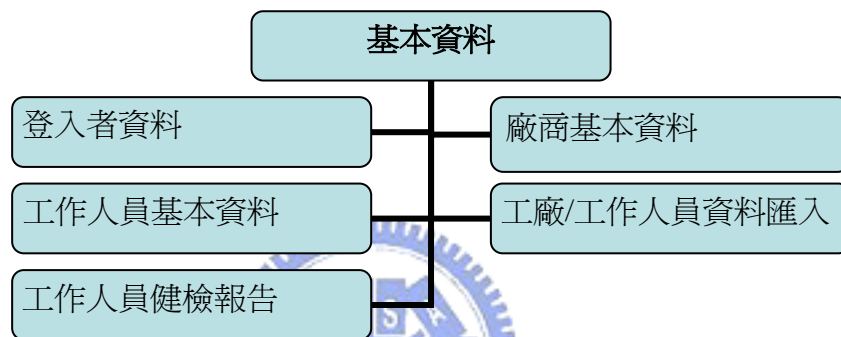 基本資料
登入者資料
廠商基本資料
工作人員基本資料
工廠/工作人員資料匯入
工作人員健檢報告